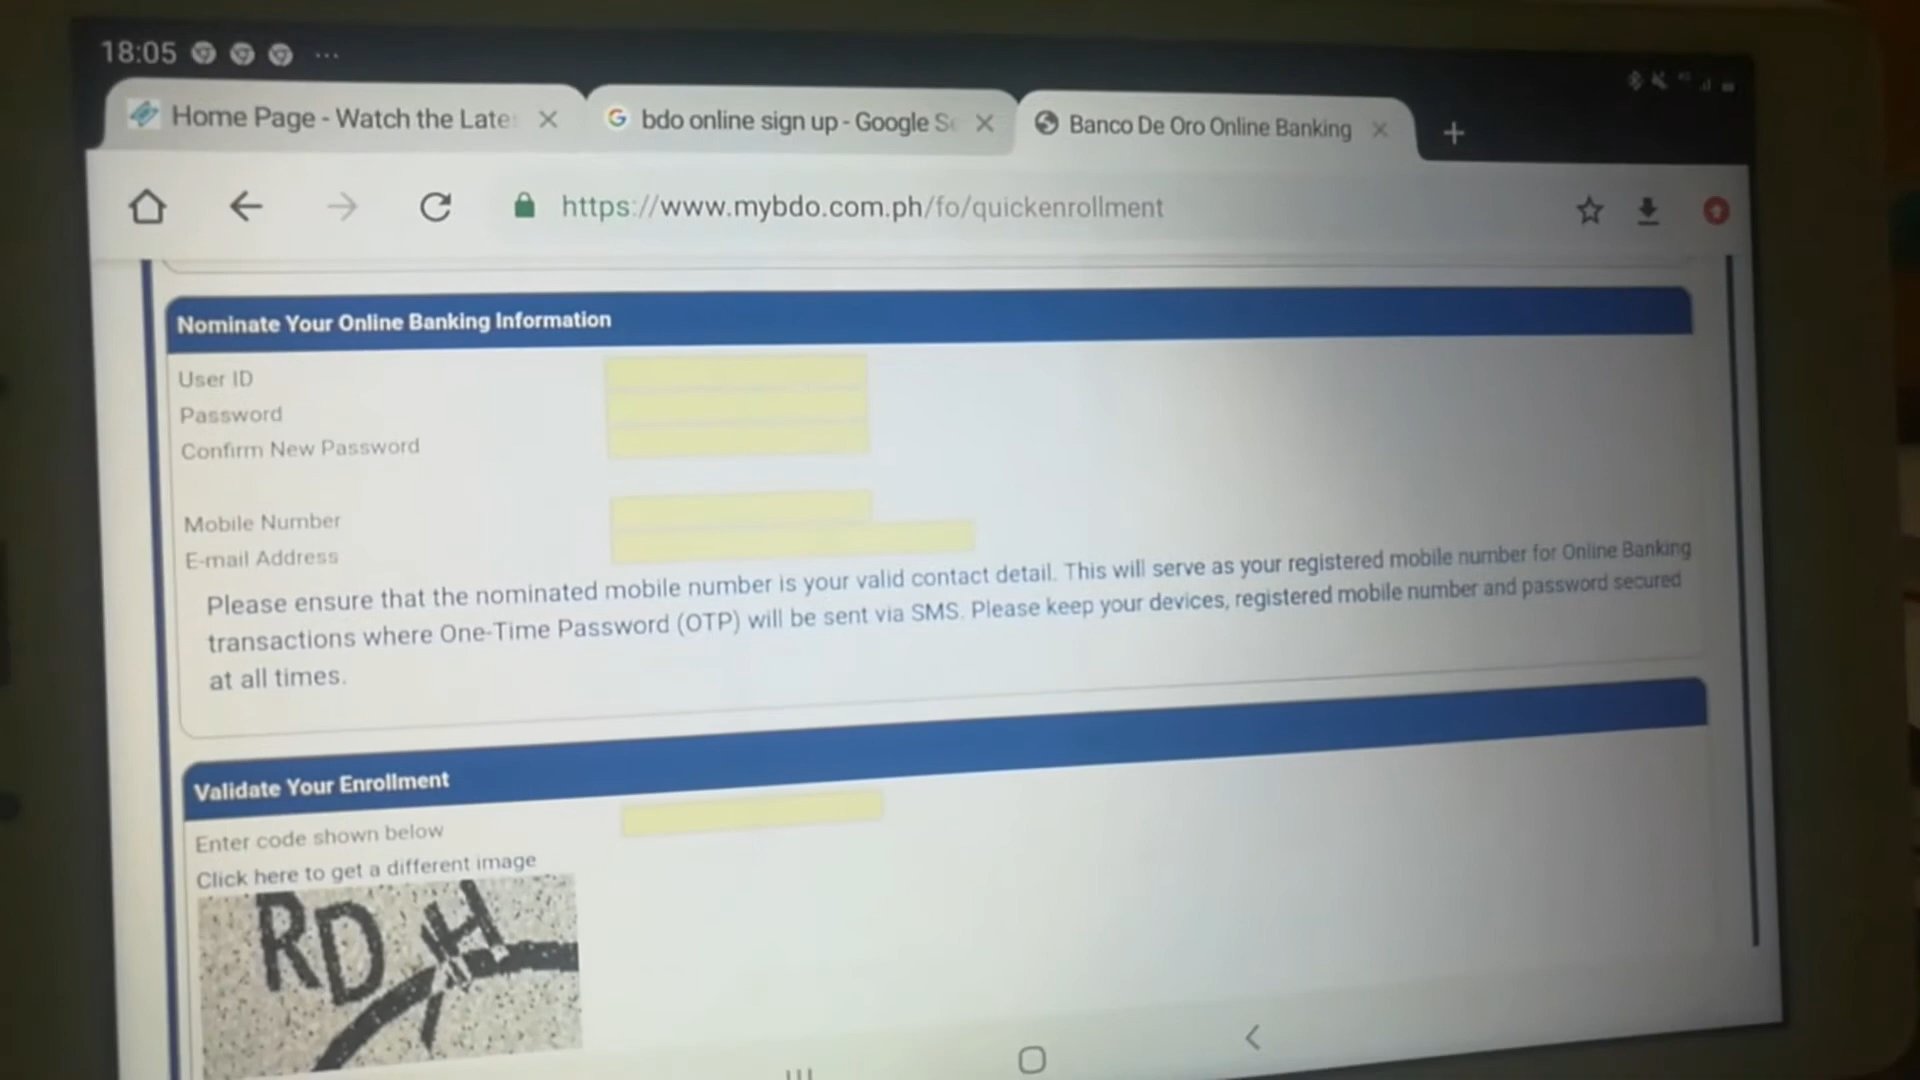 18:05 ...
Home Page - Watch the Late
bdo online sign up - Google S
Banco De Oro Online Banking
https://www.mybdo.com.ph/fo/quickenrollment
Nominate Your Online Banking Information
User ID
Password
Confirm New Password
Mobile Number
E-mail Address
Please ensure that the nominated mobile number is your valid contact detail. This will serve as your registered mobile number for Online Banking
transactions where One-Time Password (OTP) will be sent via SMS. Please keep your devices, registered mobile number and password secured
at all times.
Validate Your Enrollment
Enter code shown below
Click here to get a different image